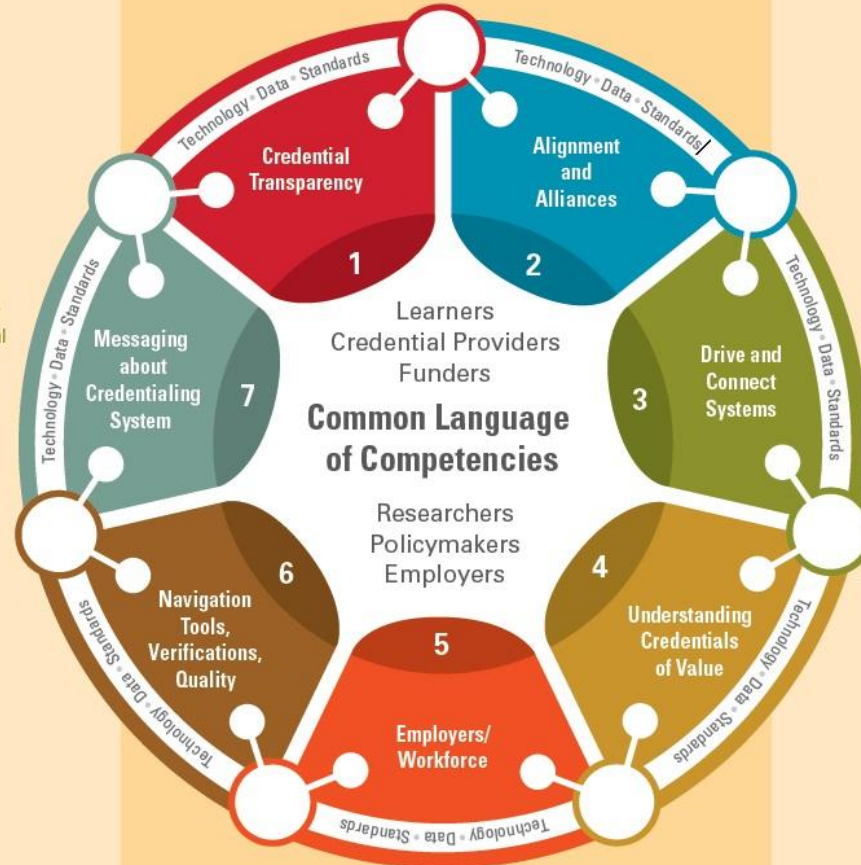 Technology • Data • Standards
Technology • Data • Standards/
Credential
Transparency
1
Alignment
and
Alliances
2
Technology • Data • Standards
Technology • Data • Standards
al
Messaging
about
Credentialing
System
7
Learners
Credential Providers
Funders
Common Language
of Competencies
Researchers
Policymakers
Employers
Drive and
Connect
Systems
3
6
Navigation
Tools,
Verifications,
Quality
5
Employers/
Workforce
4
Understanding
Credentials
of Value
Technology • Data • Standards
Technology • Data • Standards
Technology • Data • Standards